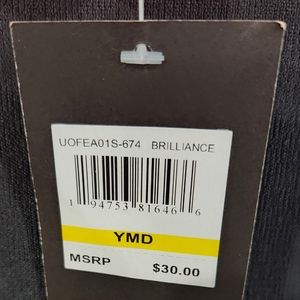 UOFEA01S-674 BRILLIANCE
1 94753 81646 6
YMD
MSRP $30.00